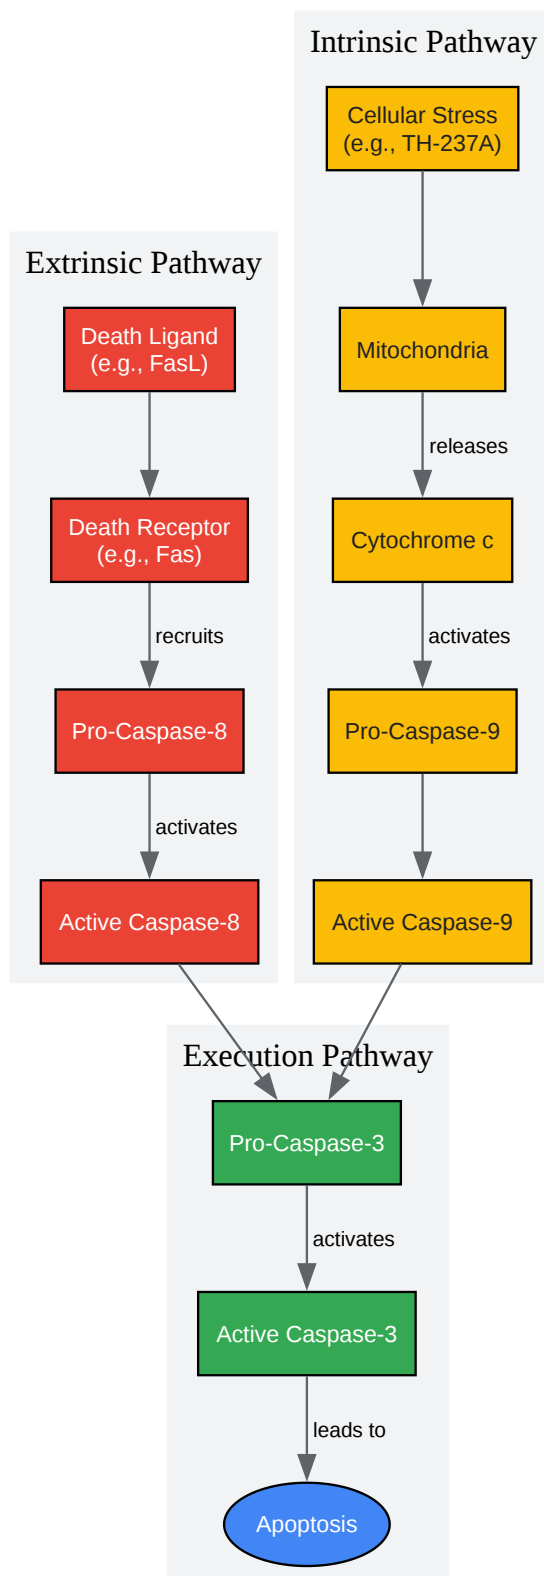 Intrinsic Pathway
Cellular Stress
(e.g., TH-237A)
Mitochondria
releases
Cytochrome c
activates
Pro-Caspase-9
Active Caspase-9
Extrinsic Pathway
Death Ligand
(e.g., FasL)
Death Receptor
(e.g., Fas)
recruits
Pro-Caspase-8
activates
Active Caspase-8
Execution Pathway
Pro-Caspase-3
activates
Active Caspase-3
leads to
Apoptosis